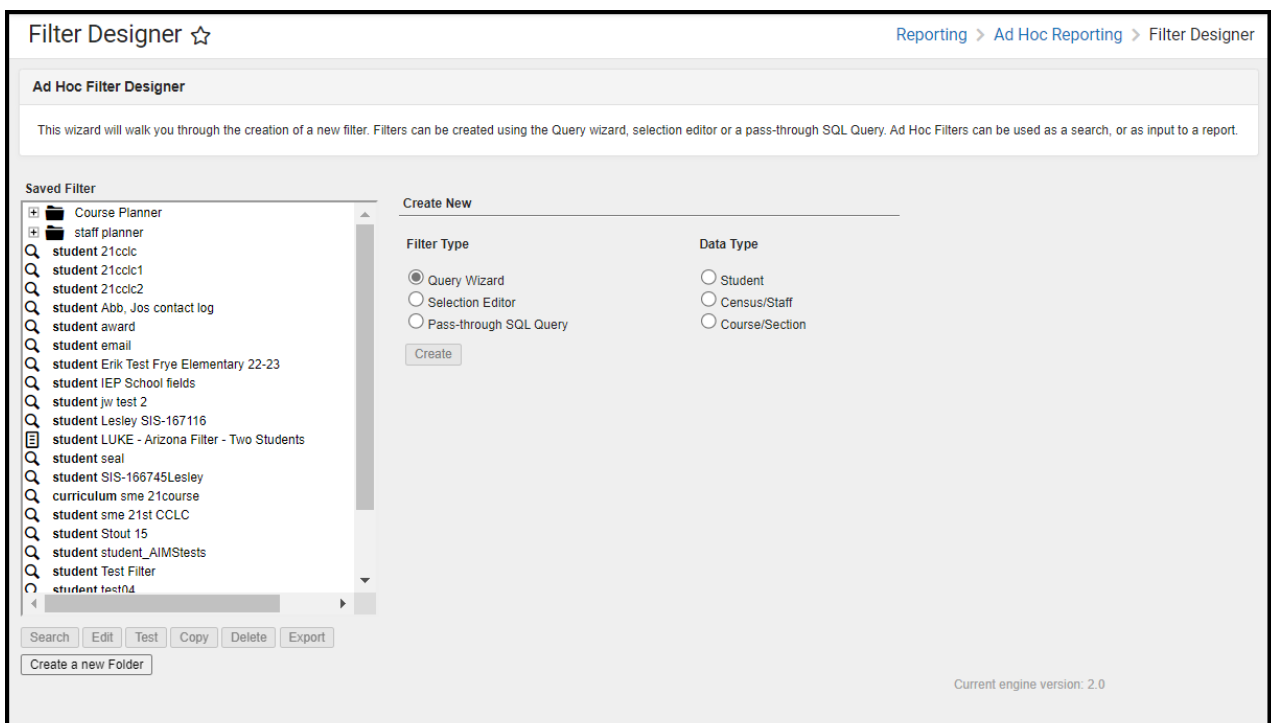 Filter Designer
Reporting > Ad Hoc Reporting > Filter Designer
Ad Hoc Filter Designer
This wizard will walk you through the creation of a new filter. Filters can be created using the Query wizard, selection editor or a pass-through SQL Query. Ad Hoc Filters can be used as a search, or as input to a report.
Saved Filter
Course Planner
staff planner
student 21cclc
student 21cclc1
student 21cclc2
student Abb, Jos contact log
student award
student email
student Erik Test Frye Elementary 22-23
student IEP School fields
student jw test 2
student Lesley SIS-167116
student LUKE - Arizona Filter - Two Students
student seal
student SIS-166745Lesley
curriculum sme 21course
student sme 21st CCLC
student Stout 15
student student_AIMStests
student Test Filter
student test04
Search Edit Test Copy Delete Export
Create a new Folder
Create New
Filter Type
Query Wizard
Selection Editor
Pass-through SQL Query
Create
Data Type
Student
Census/Staff
Course/Section
Current engine version: 2.0